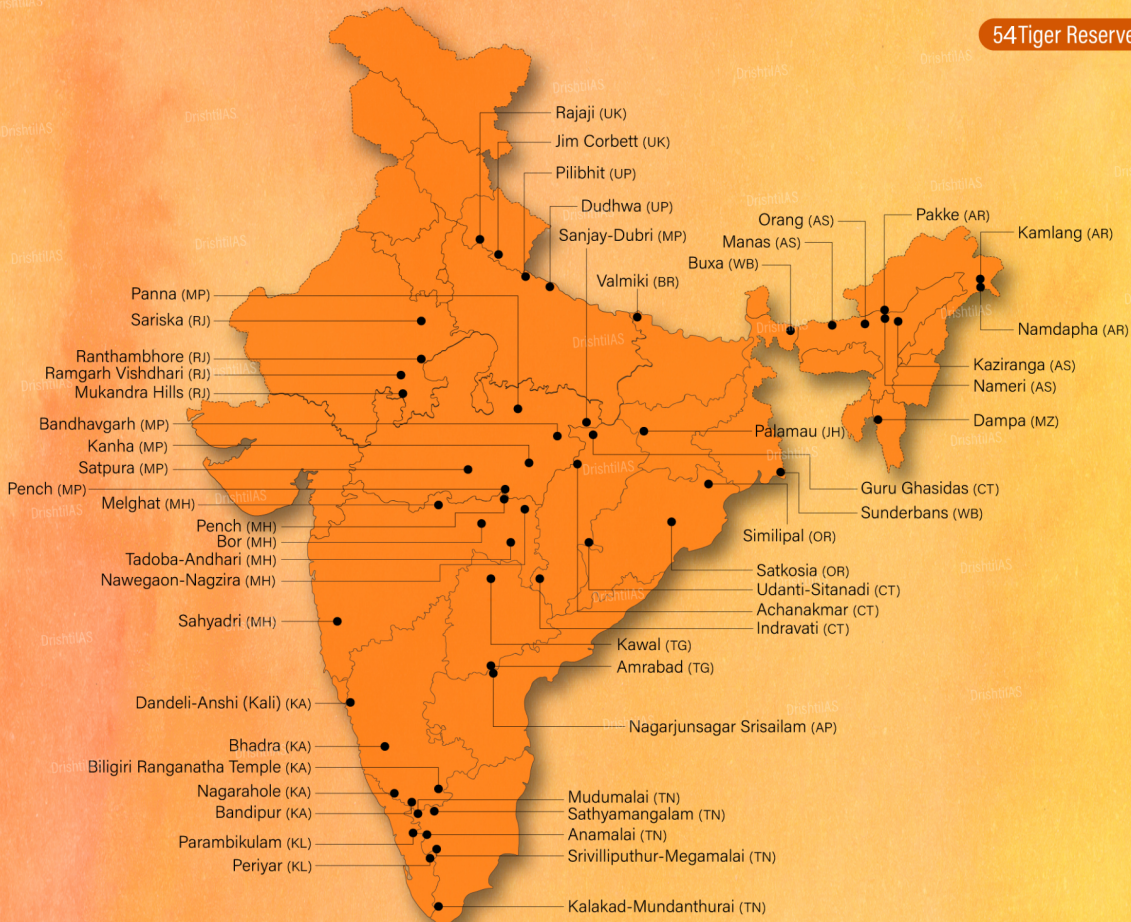 54 Tiger Reserve
Rajaji (UK)
Jim Corbett (UK)
Pilibhit (UP)
Dudhwa (UP)
Sanjay-Dubri (MP)
Valmiki (BR)
Orang (AS)
Manas (AS)
Buxa (WB)
Pakke (AR)
Kamlang (AR)
Namdapha (AR)
Kaziranga (AS)
Nameri (AS)
Dampa (MZ)
Panna (MP)
Sariska (RJ)
Ranthambhore (RJ)
Ramgarh Vishdhari (RJ)
Mukandra Hills (RJ)
Bandhavgarh (MP)
Kanha (MP)
Satpura (MP)
Pench (MP)
Melghat (MH)
Pench (MH)
Bor (MH)
Tadoba-Andhari (MH)
Nawegaon-Nagzira (MH)
Sahyadri (MH)
Dandeli-Anshi (Kali) (KA)
Bhadra (KA)
Biligiri Ranganatha Temple (KA)
Nagarahole (KA)
Bandipur (KA)
Parambikulam (KL)
Periyar (KL)
Palamau (JH)
Guru Ghasidas (CT)
Sunderbans (WB)
Similipal (OR)
Satkosia (OR)
Udanti-Sitanadi (CT)
Achanakmar (CT)
Indravati (CT)
Kawal (TG)
Amrabad (TG)
Nagarjunsagar Srisailam (AP)
Mudumalai (TN)
Sathyamangalam (TN)
Anamalai (TN)
Srivilliputhur-Megamalai (TN)
Kalakad-Mundanthurai (TN)
DrishtiIAS